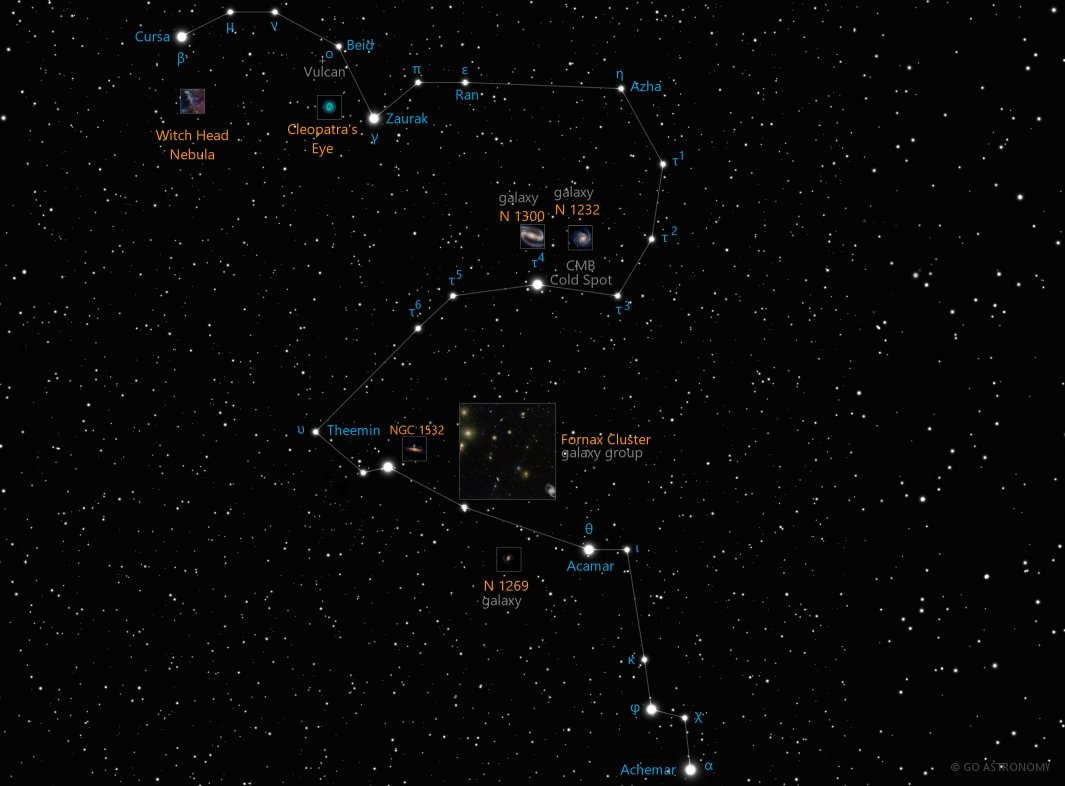 μ
ν
Cursa
β
ο
Beid
Vulcan
π
ε
Ran
η
Azha
Zaurak
γ
Cleopatra's
Eye
Witch Head
Nebula
τ1
galaxy
N 1300
galaxy
N 1232
τ2
τ4
CMB
Cold Spot
τ5
τ6
τ3
υ
Theemin
NGC 1532
Fornax Cluster
galaxy group
θ
Acamar
ι
N 1269
galaxy
κ
φ
χ
Achemar
α
© GO ASTRONOMY